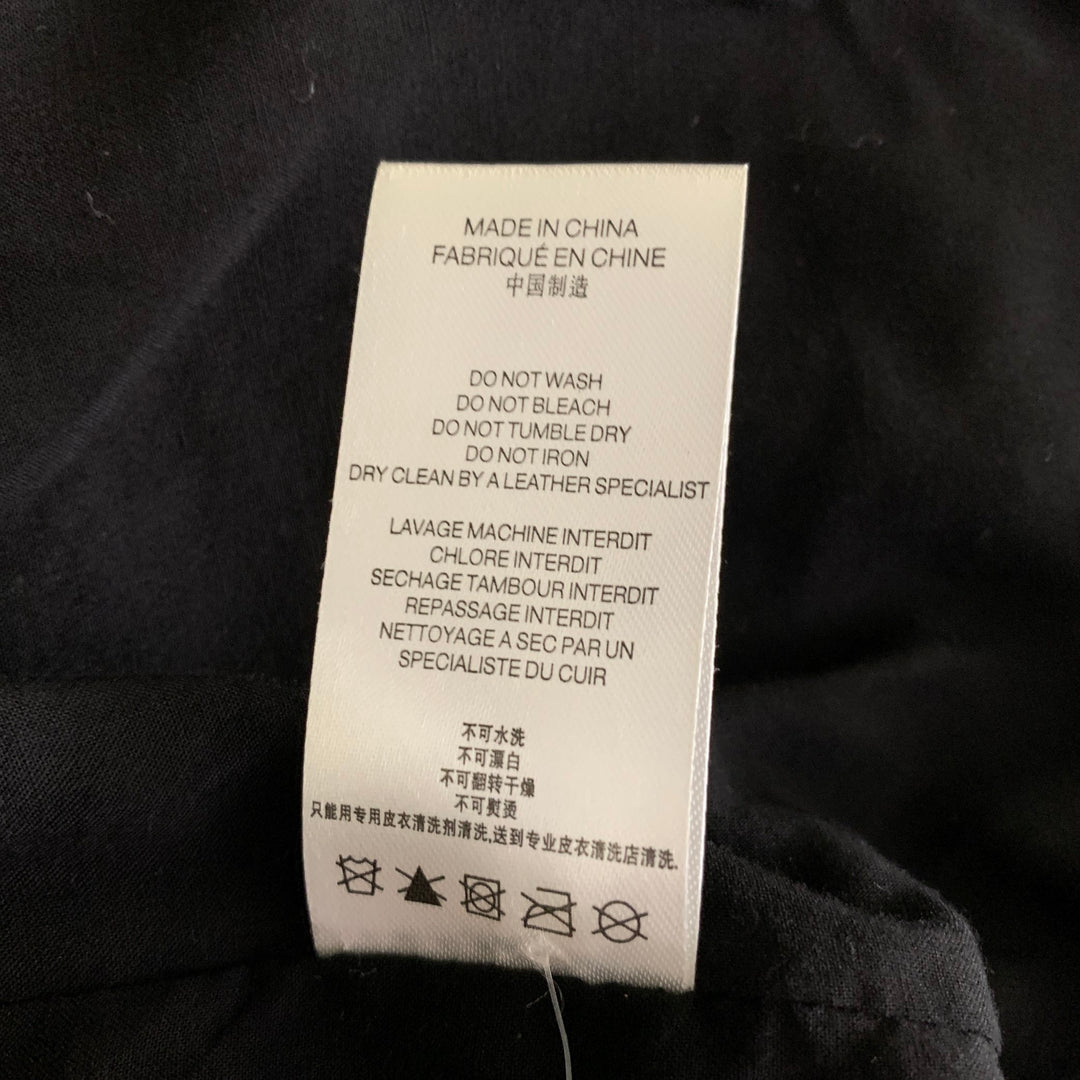 MADE IN CHINA
FABRIQUÉ EN CHINE
中国制造
DO NOT WASH
DO NOT BLEACH
DO NOT TUMBLE DRY
DO NOT IRON
DRY CLEAN BY A LEATHER SPECIALIST
LAVAGE MACHINE INTERDIT
CHLORE INTERDIT
SECHAGE TAMBOUR INTERDIT
REPASSAGE INTERDIT
NETTOYAGE A SEC PAR UN
SPECIALISTE DU CUIR
不可水洗
不可漂白
不可翻转干燥
不可熨烫
只能用专用皮衣清洗剂清洗,送到专业皮衣清洗店清洗.